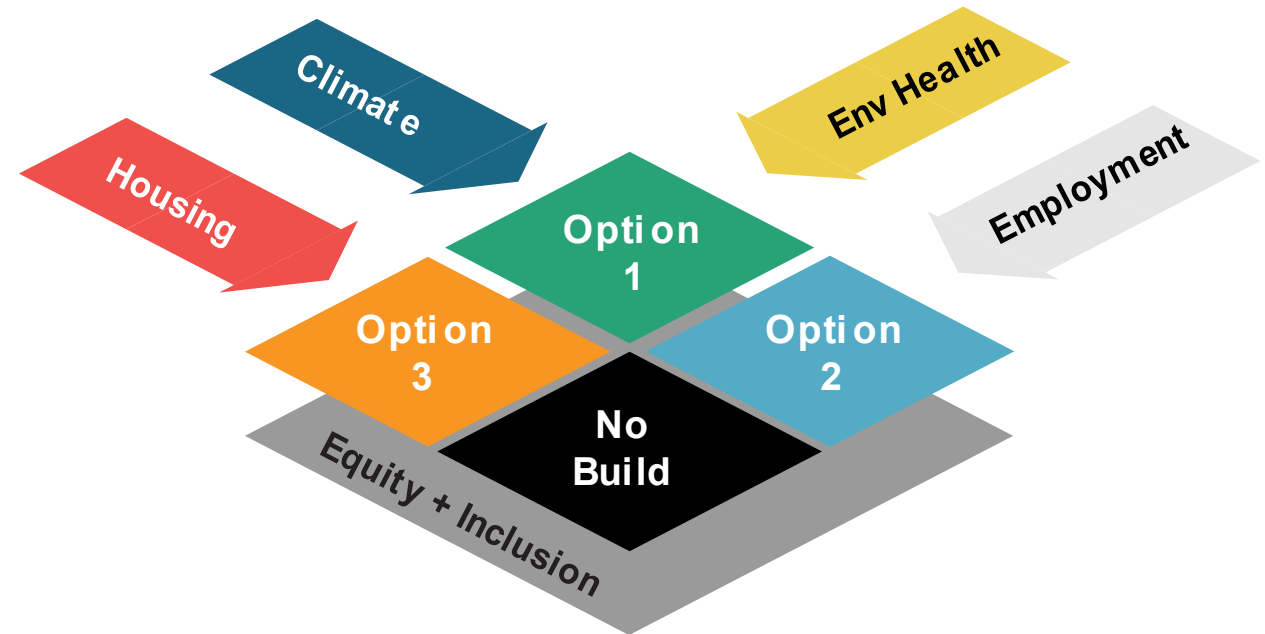 Climate
Env Health
Housing
Employment
Option
1
Option
3
Option
2
No
Build
Equity + Inclusion